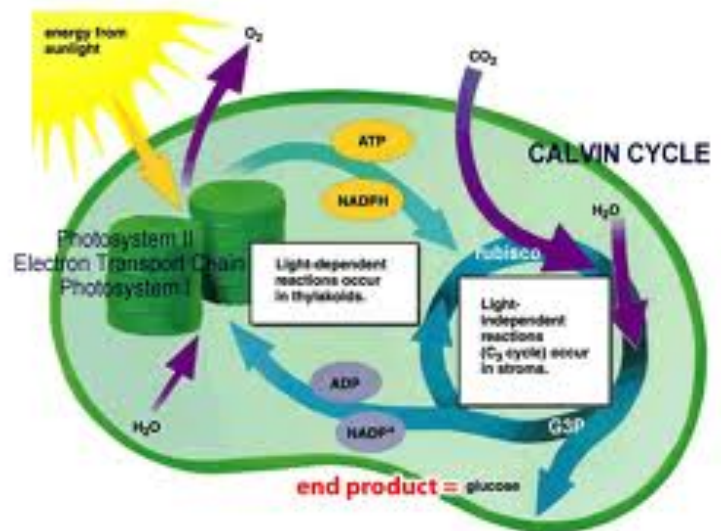 energy from
sunlight
O₂
CO₂
ATP
CALVIN CYCLE
NADPH
H₂O
rubisco
Photosystem II
Electron Transport Chain
Photosystem I
Light-dependent
reactions occur
in thylakoids.
Light-
independent
reactions
(C₃ cycle) occur
in stroma.
ADP
H₂O
NADP⁺
G3P
end product = glucose